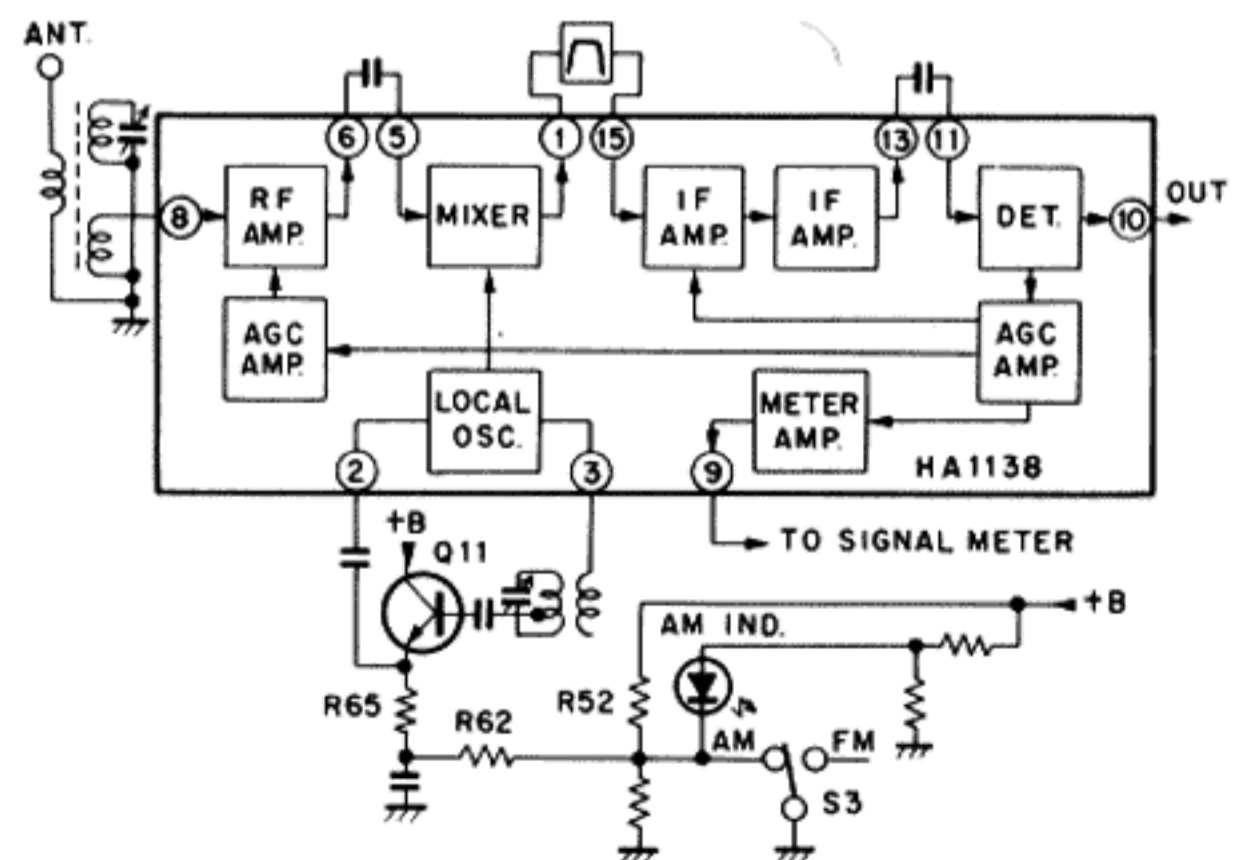 ANT.
6
5
1
15
13
11
8
RF
AMP.
MIXER
IF
AMP.
IF
AMP.
DET.
10
OUT
AGC
AMP.
AGC
AMP.
LOCAL
OSC.
METER
AMP.
2
3
9
HA1138
+B
Q11
TO SIGNAL METER
+B
AM IND.
R65
R62
R52
AM
FM
S3